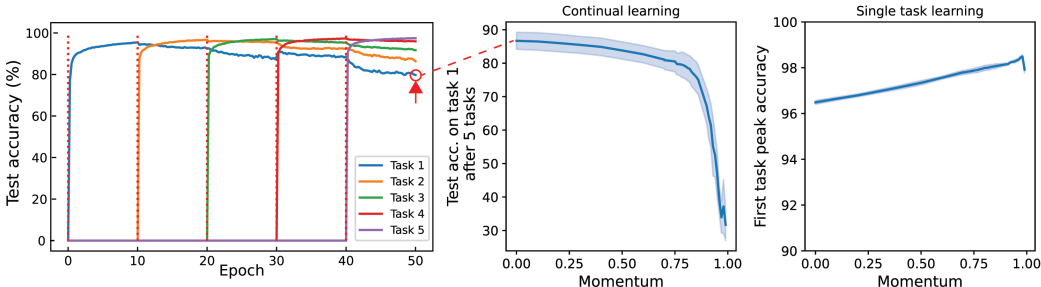 Test accuracy (%)
100
80
60
40
20
0
0
10
20
30
40
50
Epoch
Task 1
Task 2
Task 3
Task 4
Task 5
Continual learning
Test acc. on task 1
after 5 tasks
90
80
70
60
50
40
30
0.00
0.25
0.50
0.75
1.00
Momentum
Single task learning
First task peak accuracy
100
98
96
94
92
90
0.00
0.25
0.50
0.75
1.00
Momentum